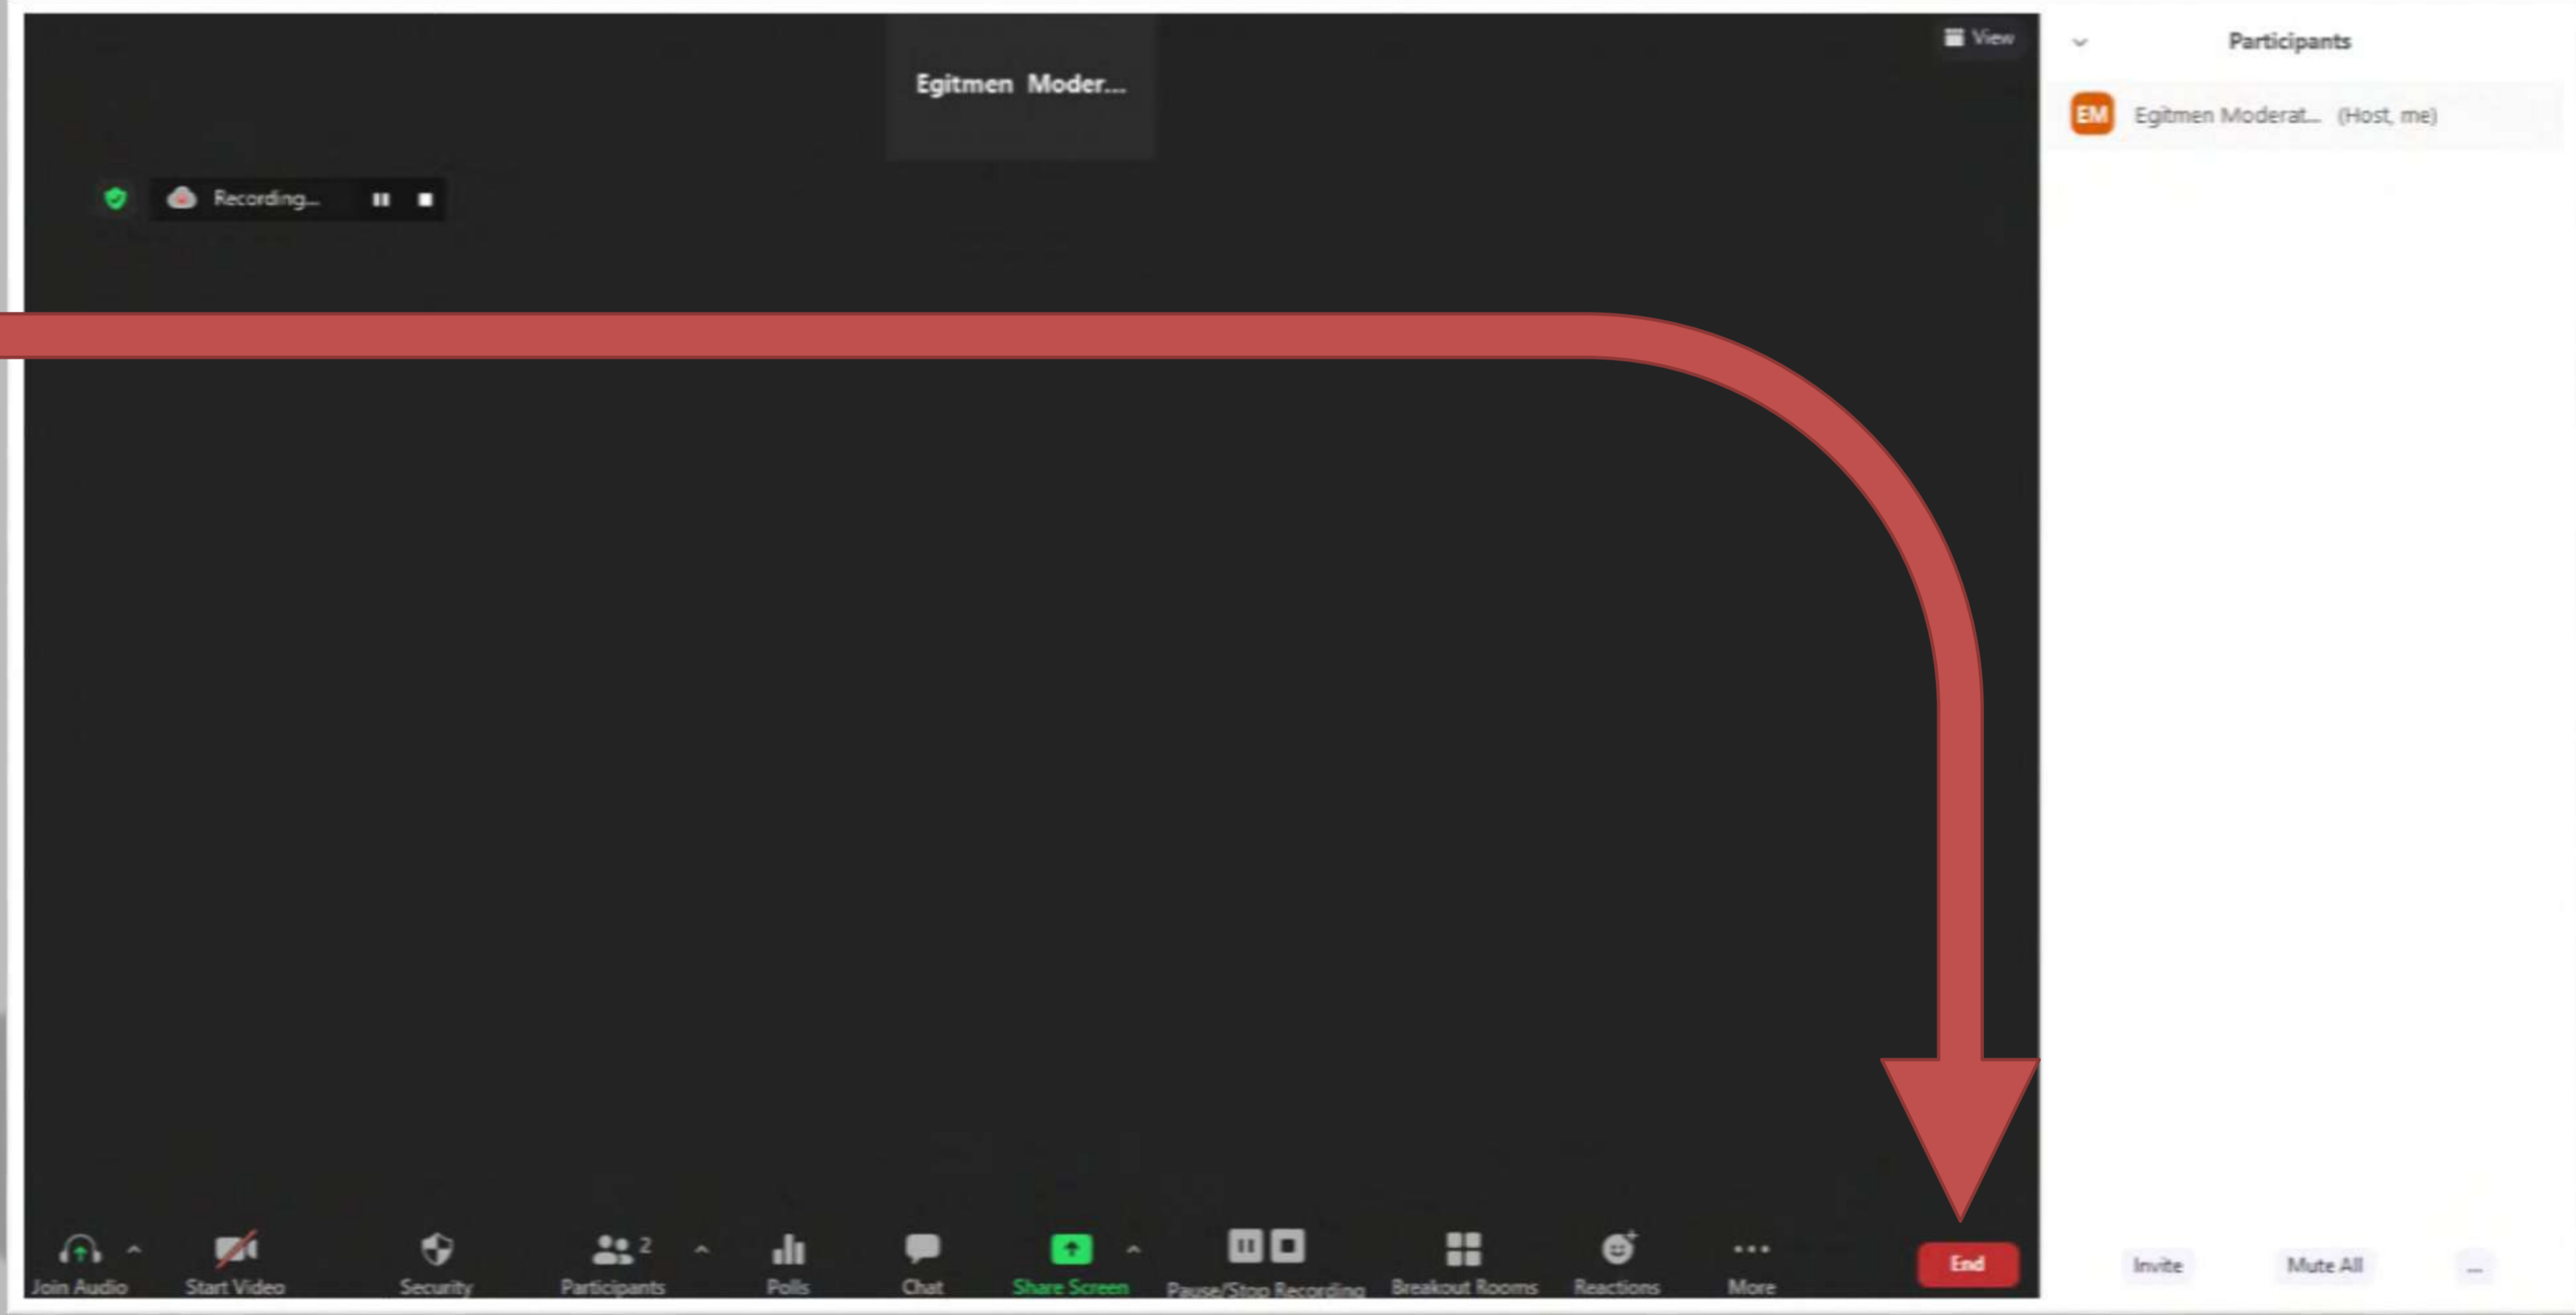 View
Egitmen Moder...
Recording...
Participants
EM Egitmen Moderat... (Host, me)
Join Audio
Start Video
Security
2
Participants
Polls
Chat
Share Screen
Pause/Stop Recording
Breakout Rooms
Reactions
More
End
Invite
Mute All
...